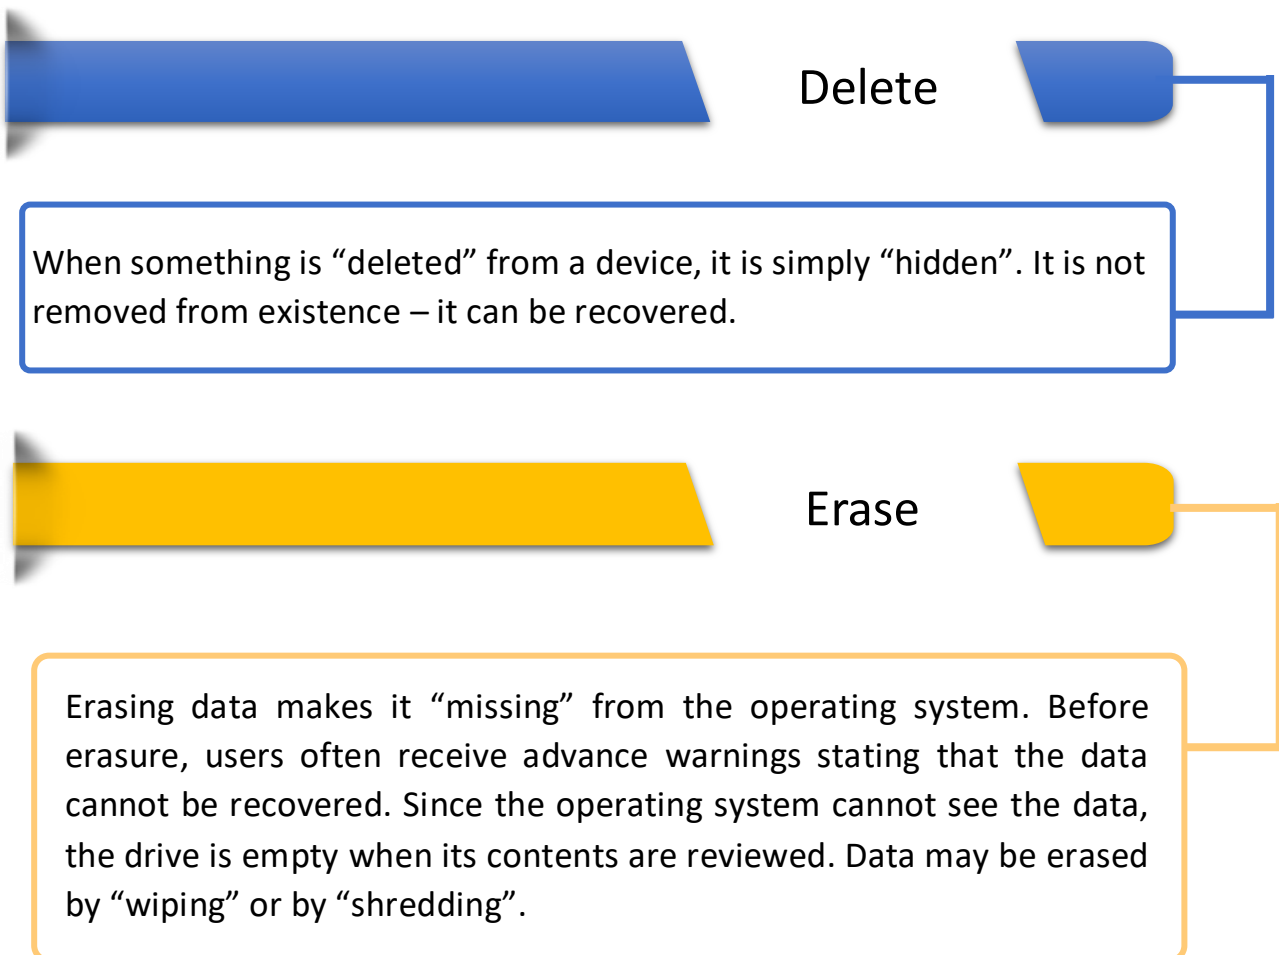 Delete
When something is “deleted” from a device, it is simply “hidden”. It is not
removed from existence – it can be recovered.
Erase
Erasing data makes it “missing” from the operating system. Before
erasure, users often receive advance warnings stating that the data
cannot be recovered. Since the operating system cannot see the data,
the drive is empty when its contents are reviewed. Data may be erased
by “wiping” or by “shredding”.